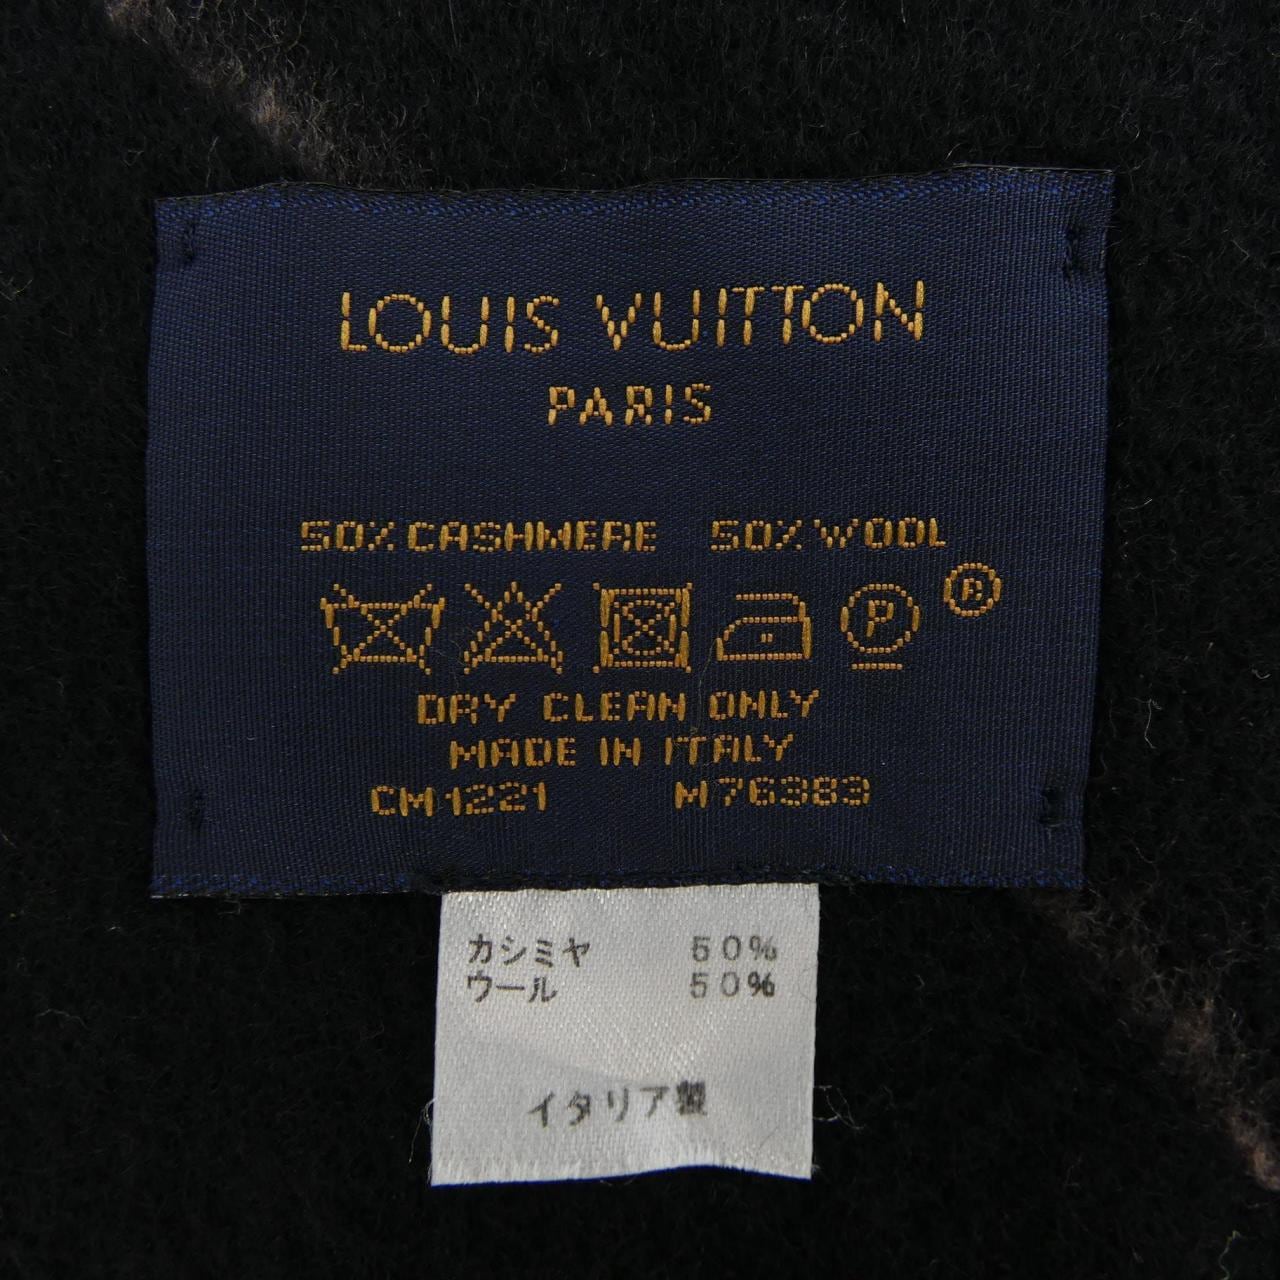 LOUIS VUITTON
PARIS
50% CASHMERE 50% WOOL
P ®
DRY CLEAN ONLY
MADE IN ITALY
CM1221 M76383
カシミヤ 50%
ウール 50%
イタリア製